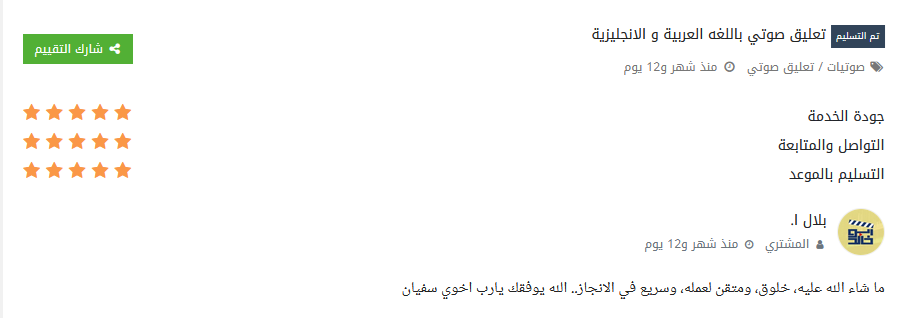 تم التسليم تعليق صوتي باللغه العربية و الانجليزية
شارك التقييم
صوتيات / تعليق صوتي منذ شهر و12 يوم
جودة الخدمة
التواصل والمتابعة
التسليم بالموعد
بلال ا.
المشتري منذ شهر و12 يوم
ما شاء الله عليه، خلوق، ومتقن لعمله، وسريع في الانجاز.. الله يوفقك يارب اخوي سفيان